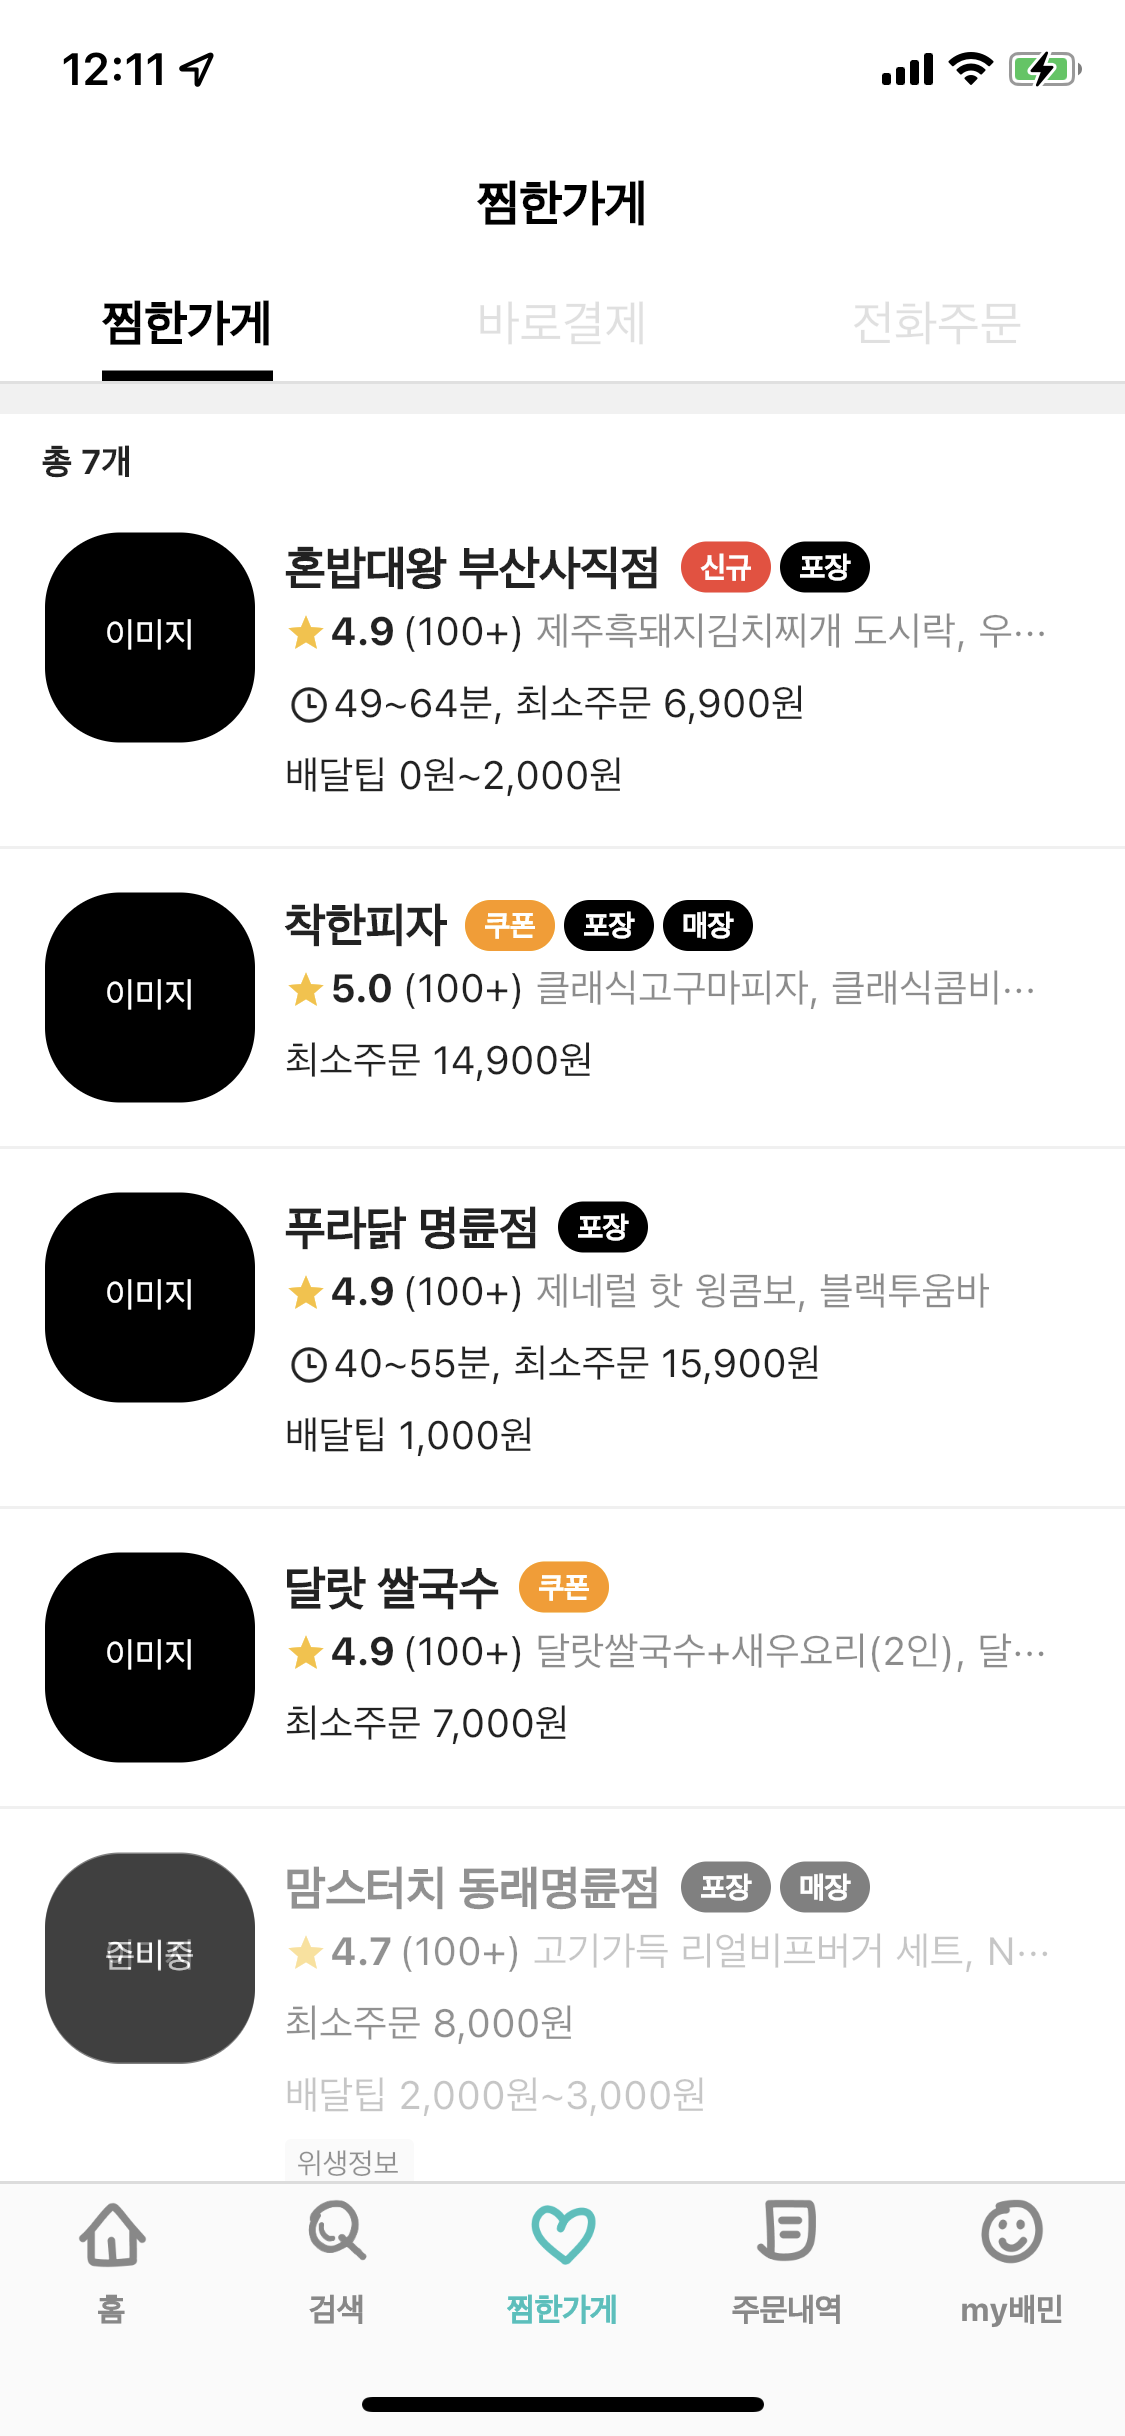 12:11
찜한가게
찜한가게 바로결제 전화주문
총 7개
이미지
혼밥대왕 부산사직점 신규 포장
4.9 (100+) 제주흑돼지김치찌개 도시락, 우…
49~64분, 최소주문 6,900원
배달팁 0원~2,000원
이미지
착한피자 쿠폰 포장 매장
5.0 (100+) 클래식고구마피자, 클래식콤비…
최소주문 14,900원
이미지
푸라닭 명륜점 포장
4.9 (100+) 제네럴 핫 윙콤보, 블랙투움바
40~55분, 최소주문 15,900원
배달팁 1,000원
이미지
달랏 쌀국수 쿠폰
4.9 (100+) 달랏쌀국수+새우요리(2인), 달…
최소주문 7,000원
준비중
맘스터치 동래명륜점 포장 매장
4.7 (100+) 고기가득 리얼비프버거 세트, N…
최소주문 8,000원
배달팁 2,000원~3,000원
위생정보
홈 검색 찜한가게 주문내역 my배민